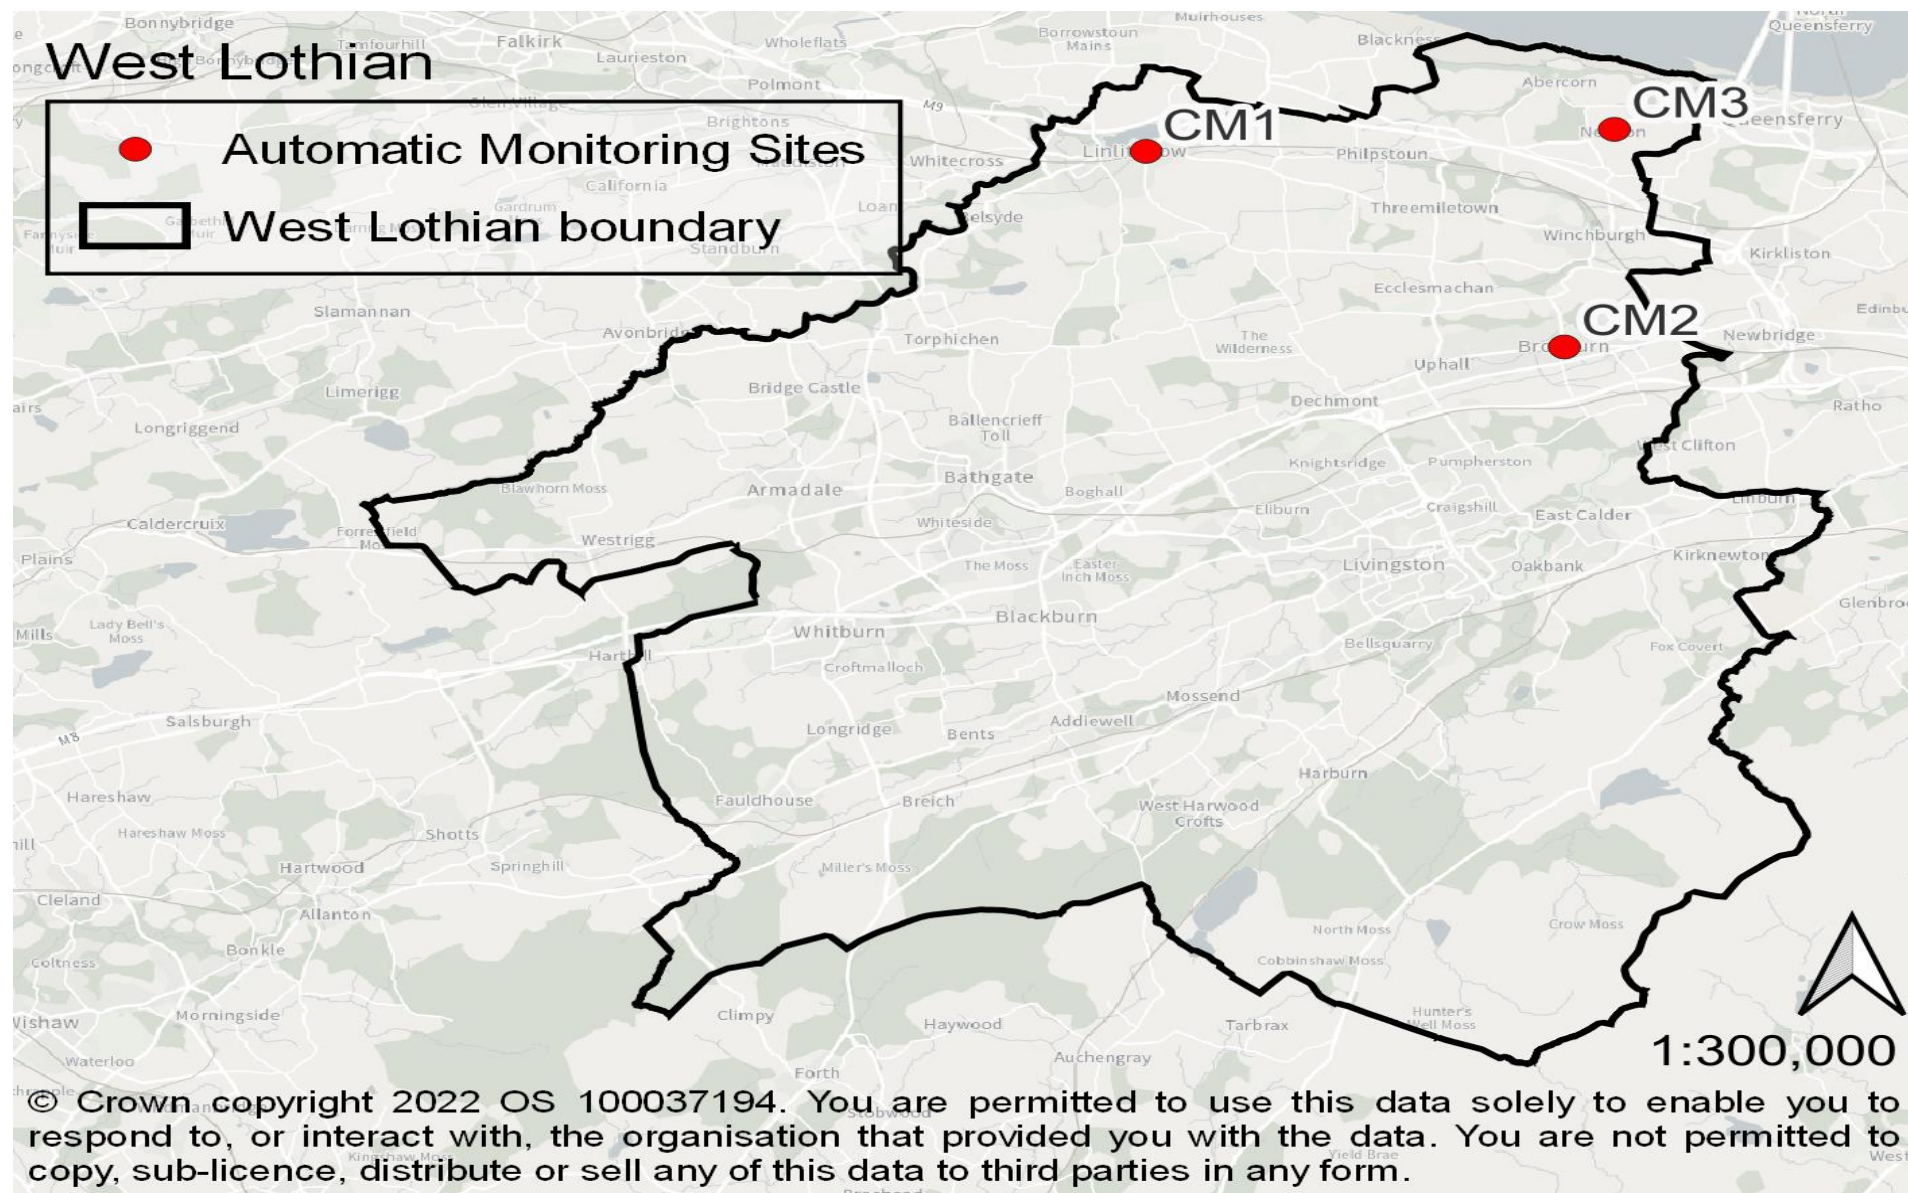 West Lothian
Automatic Monitoring Sites
West Lothian boundary
Bonnybridge
Tamfourhill
Falkirk
Laurieston
Wholeflats
Polmont
Glen Village
Brightons
California
Standburn
Whitecross
M9
Muirhouses
Borrowstoun
Mains
Blackness
Abercorn
Queensferry
CM1
CM3
Philpstoun
Threemiletown
Winchburgh
Kirkliston
Ecclesmachan
CM2
Newbridge
Uphall
The
Wilderness
Torphichen
Slamannan
Limerigg
Longriggend
Bridge Castle
Dechmont
Ratho
Ballencrieff
Toll
Knightsridge
Pumpherston
Bathgate
Boghall
Armadale
Blawhorn Moss
Whiteside
Eliburn
Craigshill
East Calder
Caldercruix
Plains
Westrigg
The Moss
Easter
Inch Moss
Livingston
Oakbank
Kirknewton
Lady Bell's
Moss
Mills
Whitburn
Blackburn
Bellsquarry
Fox Covert
Croftmalloch
Mossend
Salsburgh
M8
Longridge
Bents
Addiewell
Harburn
Hareshaw
Fauldhouse
Breich
West Harwood
Crofts
Hareshaw Moss
Shotts
Hartwood
Springhill
Miller's Moss
Cleland
Allanton
Bonkle
Coltness
North Moss
Crow Moss
Cobbinshaw Moss
Morningside
Climpy
Haywood
Tarbrax
Hunter's
Well Moss
Waterloo
Forth
Auchengray
1:300,000
© Crown copyright 2022 OS 100037194. You are permitted to use this data solely to enable you to
respond to, or interact with, the organisation that provided you with the data. You are not permitted to
copy, sub-licence, distribute or sell any of this data to third parties in any form.